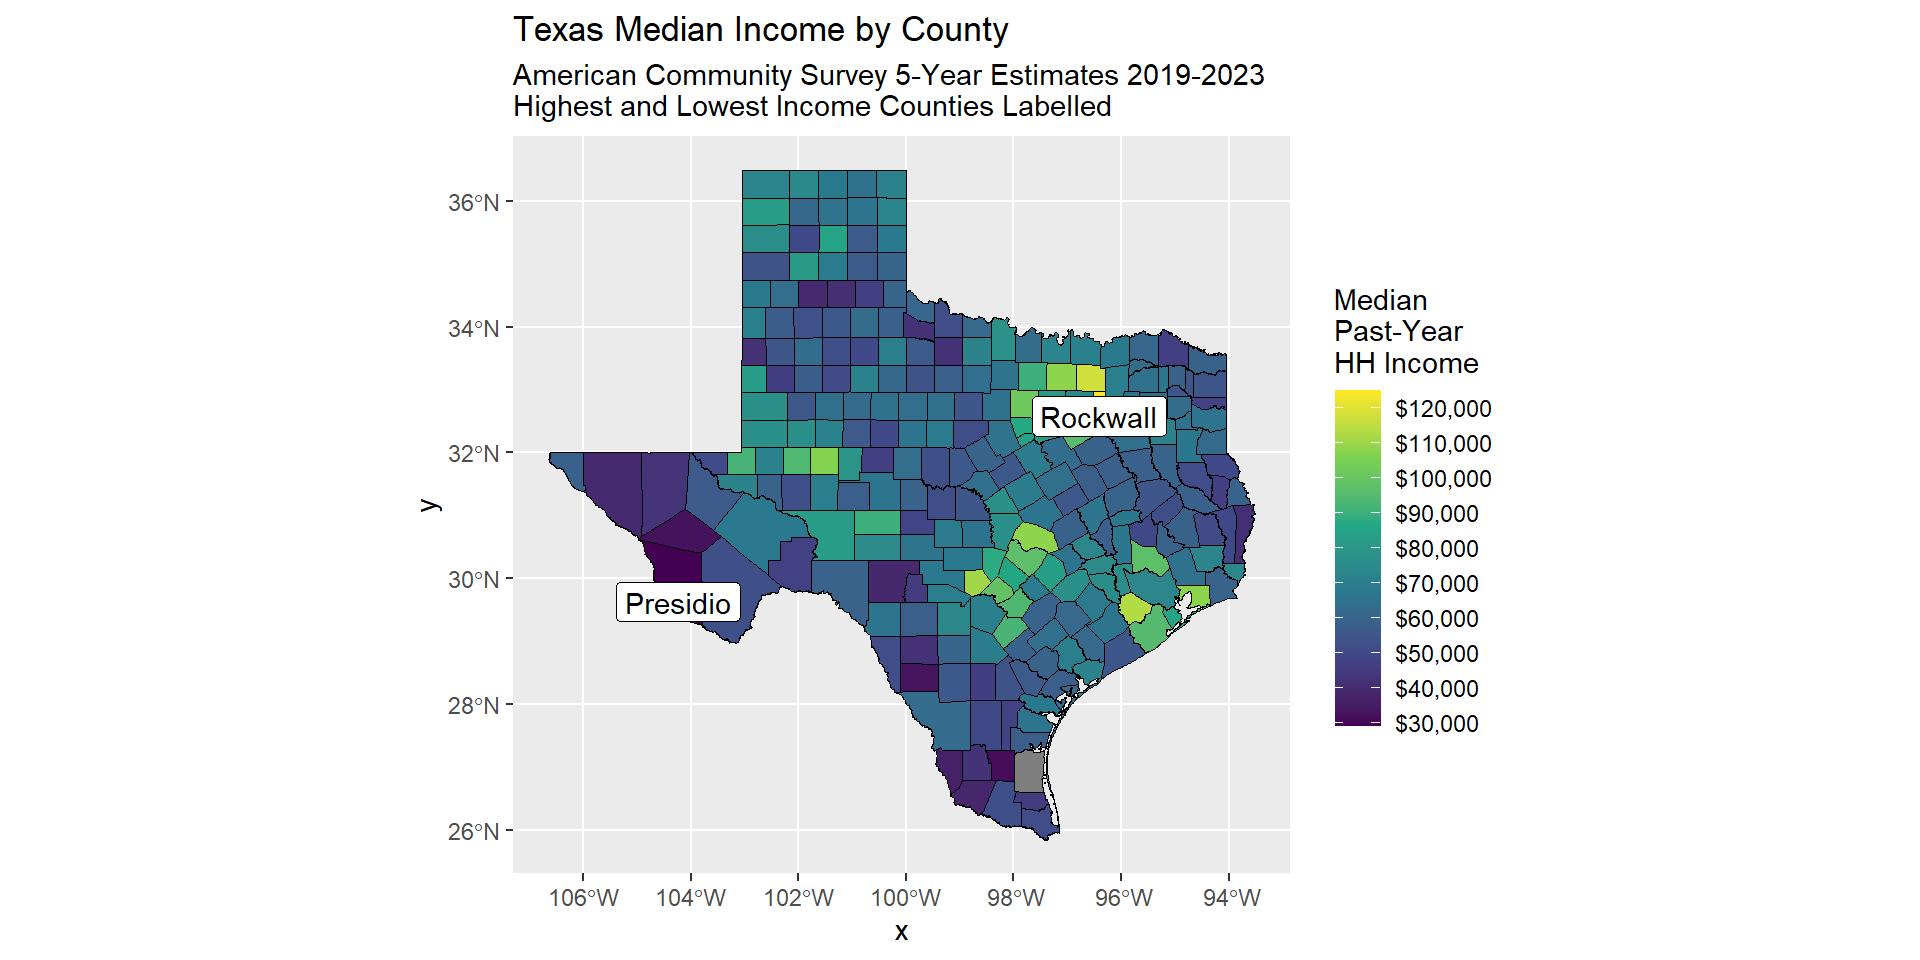 Texas Median Income by County
American Community Survey 5-Year Estimates 2019-2023
Highest and Lowest Income Counties Labelled
36°N
34°N
32°N
30°N
28°N
26°N
y
Rockwall
Presidio
106°W
104°W
102°W
100°W
98°W
96°W
94°W
x
Median
Past-Year
HH Income
$120,000
$110,000
$100,000
$90,000
$80,000
$70,000
$60,000
$50,000
$40,000
$30,000